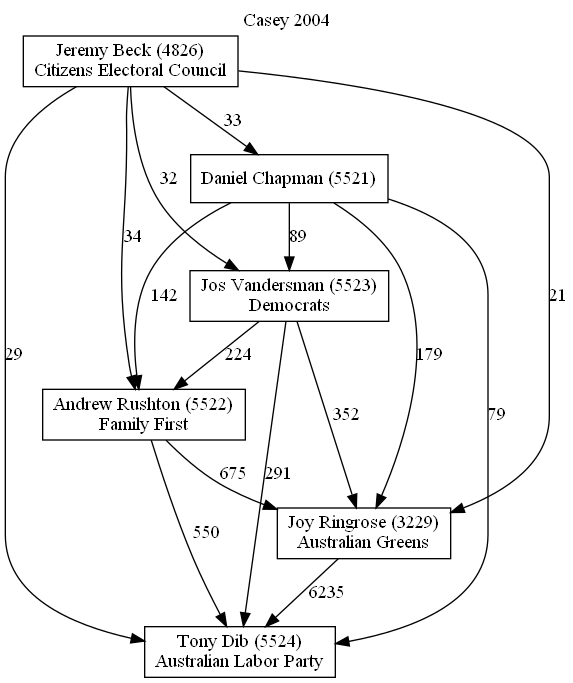 Casey 2004
Jeremy Beck (4826)
Citizens Electoral Council
33
Daniel Chapman (5521)
32
34
89
142
179
21
29
79
Jos Vandersman (5523)
Democrats
224
352
291
Andrew Rushton (5522)
Family First
675
550
Joy Ringrose (3229)
Australian Greens
6235
Tony Dib (5524)
Australian Labor Party